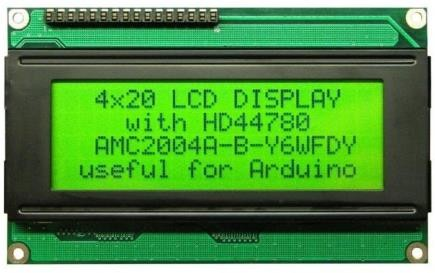 4x20 LCD DISPLAY
with HD44780
AMC2004A-B-Y6WFDY
useful for Arduino